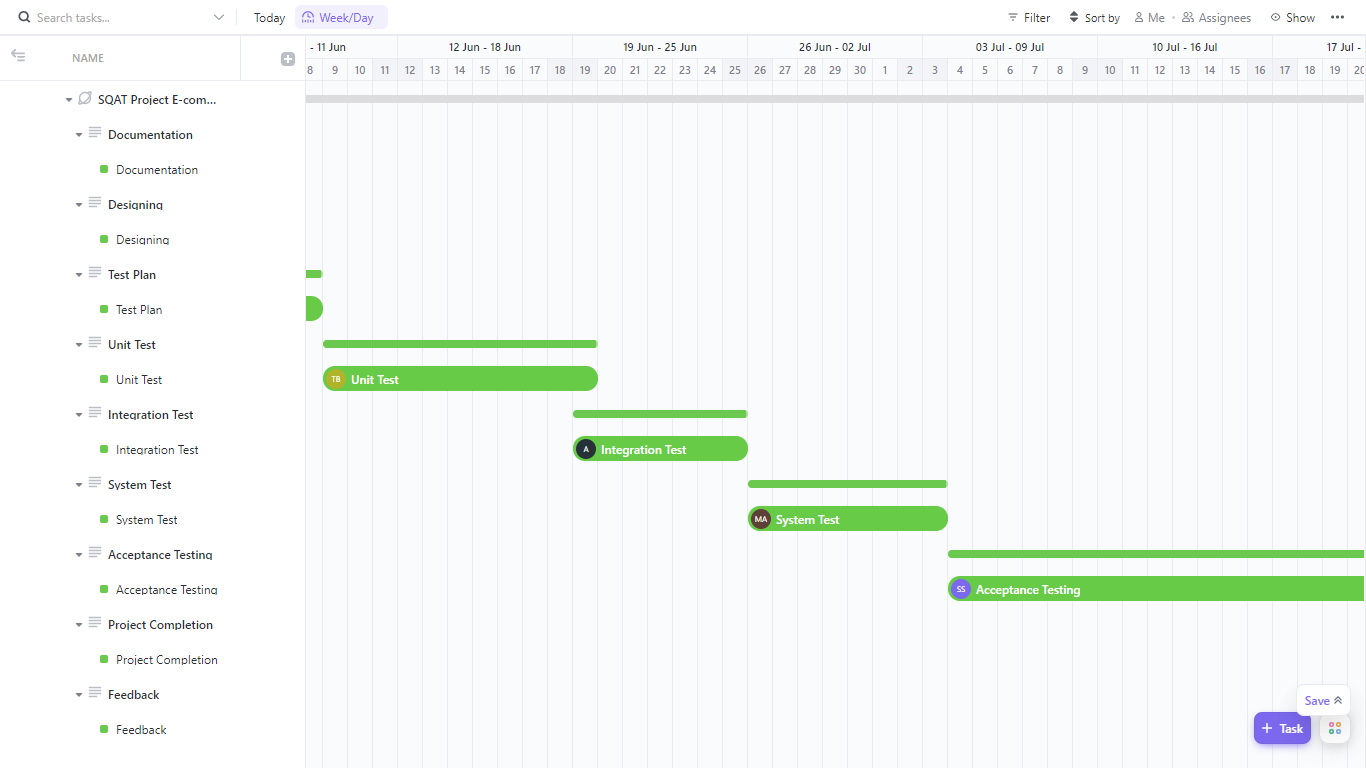 Search tasks...
Today
Week/Day
Filter
Sort by
Me
Assignees
Show
NAME
- 11 Jun
12 Jun - 18 Jun
19 Jun - 25 Jun
26 Jun - 02 Jul
03 Jul - 09 Jul
10 Jul - 16 Jul
17 Jul -
8 9 10 11 12 13 14 15 16 17 18 19 20 21 22 23 24 25 26 27 28 29 30 1 2 3 4 5 6 7 8 9 10 11 12 13 14 15 16 17 18 19 20
SQAT Project E-com...
Documentation
Documentation
Designing
Designing
Test Plan
Test Plan
Unit Test
Unit Test
TB Unit Test
Integration Test
Integration Test
A Integration Test
System Test
System Test
MA System Test
Acceptance Testing
Acceptance Testing
SS Acceptance Testing
Project Completion
Project Completion
Feedback
Feedback
Save
+ Task